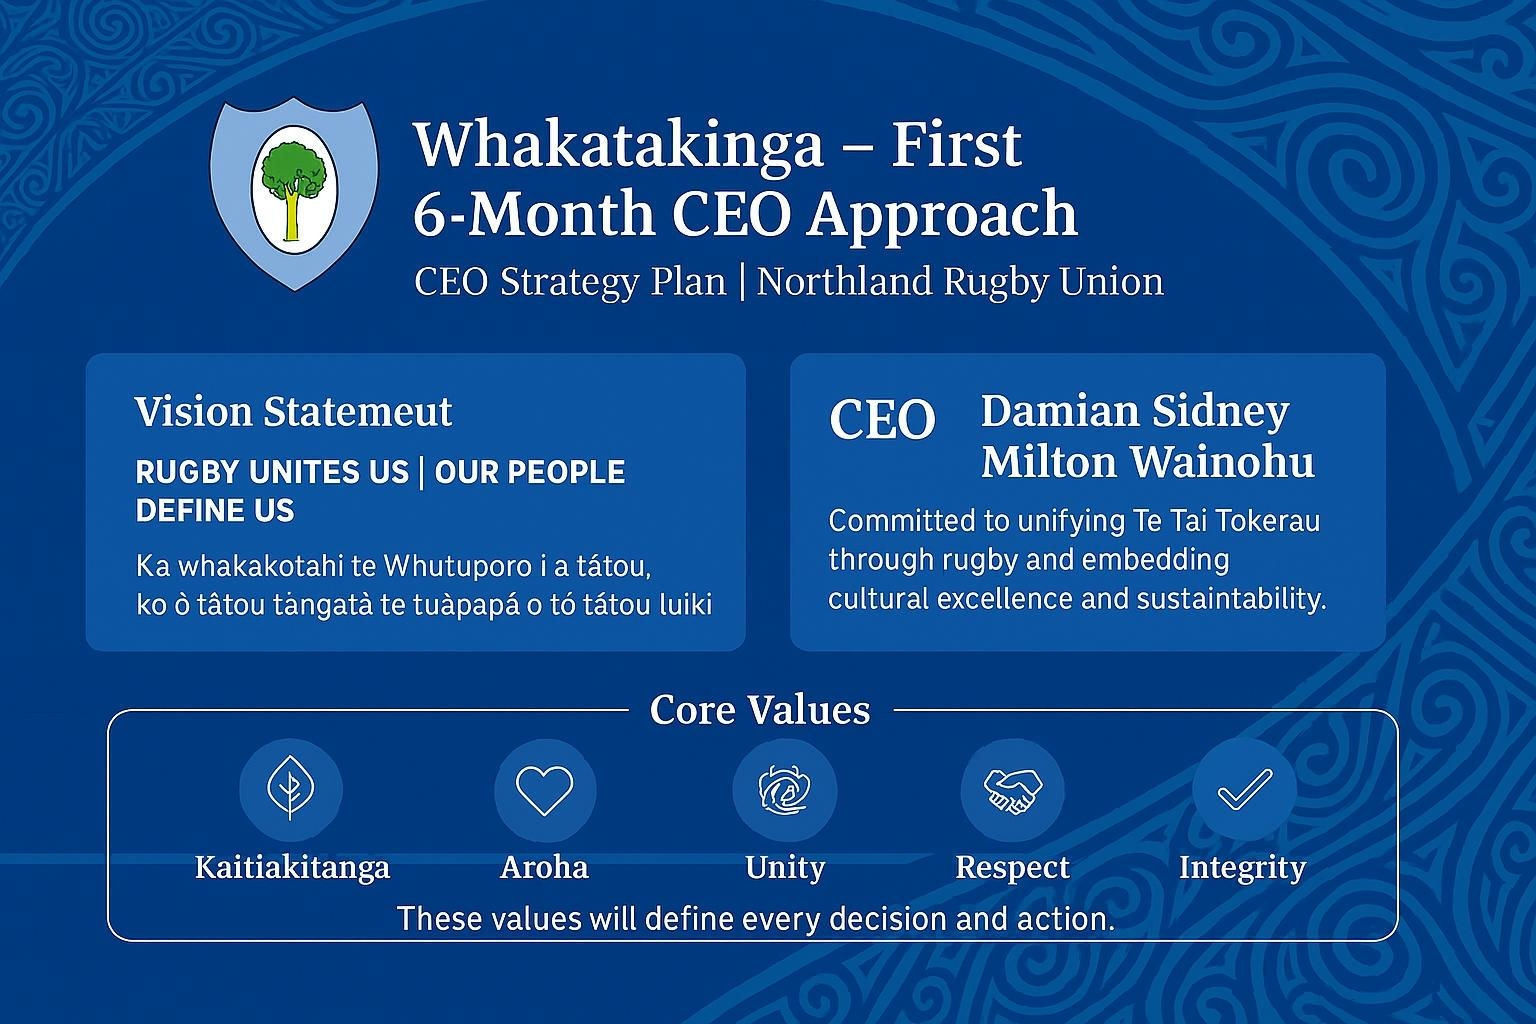 Whakatakinga – First
6-Month CEO Approach
CEO Strategy Plan | Northland Rugby Union
Vision Statemeut
RUGBY UNITES US | OUR PEOPLE
DEFINE US
Ka whakakotahi te Whutuporo i a tátou,
ko ò tâtou tȧngatà te tuàpapá o tó tátou luiki
CEO
Damian Sidney
Milton Wainohu
Committed to unifying Te Tai Tokerau
through rugby and embedding
cultural excellence and sustaintability.
Core Values
Kaitiakitanga
Aroha
Unity
Respect
Integrity
These values will define every decision and action.